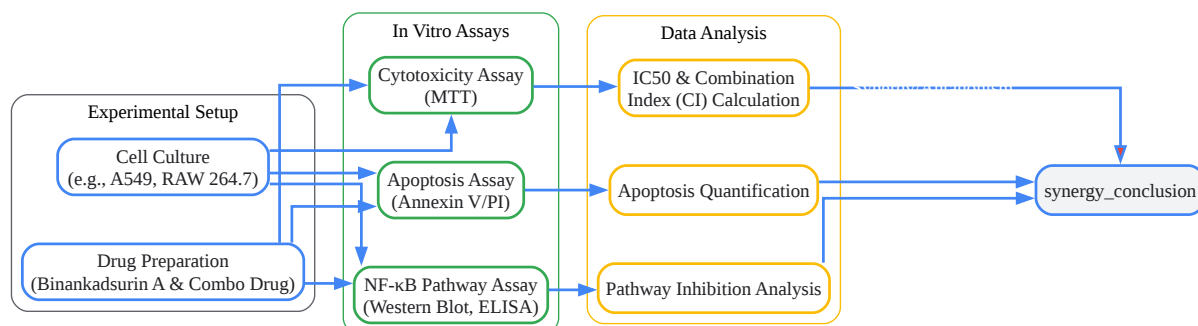 Experimental Setup
Cell Culture
(e.g., A549, RAW 264.7)
Drug Preparation
(Binankadsurin A & Combo Drug)
In Vitro Assays
Cytotoxicity Assay
(MTT)
Apoptosis Assay
(Annexin V/PI)
NF-κB Pathway Assay
(Western Blot, ELISA)
Data Analysis
IC50 & Combination
Index (CI) Calculation
Apoptosis Quantification
Pathway Inhibition Analysis
synergy_conclusion